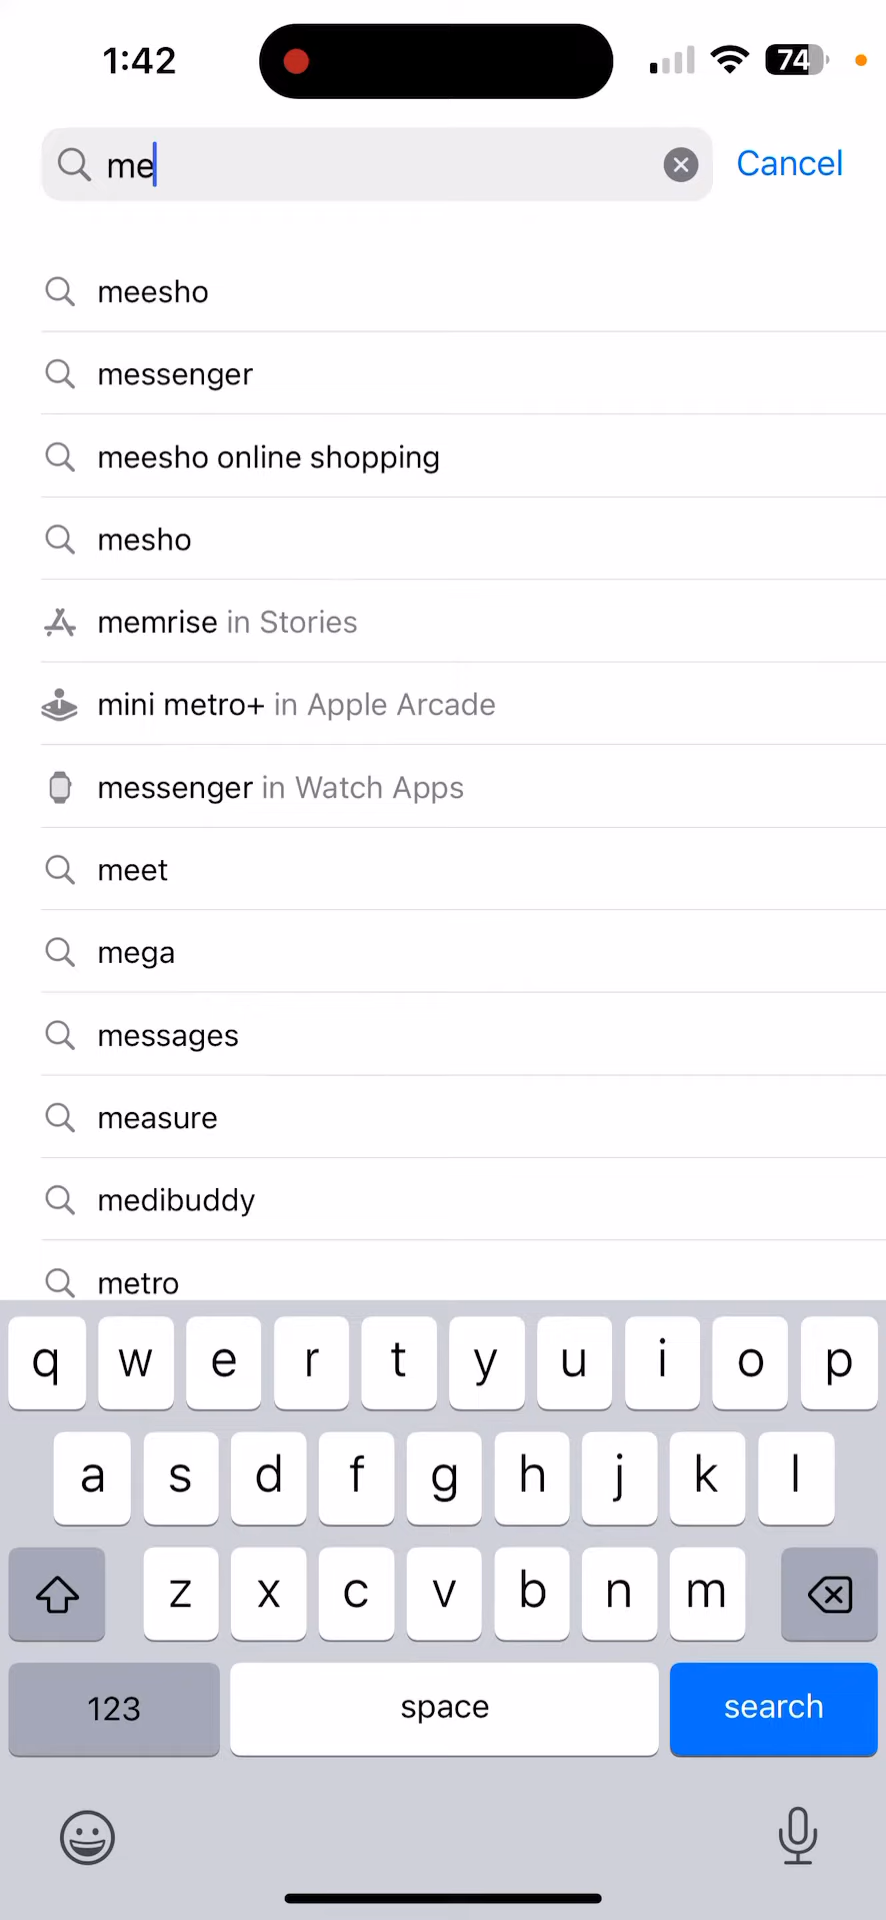 1:42
74
me
Cancel
meesho
messenger
meesho online shopping
mesho
memrise in Stories
mini metro+ in Apple Arcade
messenger in Watch Apps
meet
mega
messages
measure
medibuddy
metro
q w e r t y u i o p
a s d f g h j k l
z x c v b n m
123 space search